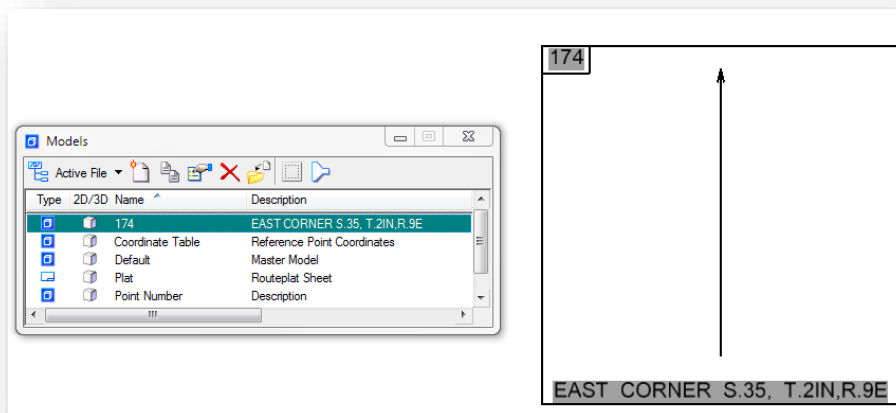 Models
Active File
Type 2D/3D Name Description
174 EAST CORNER S.35, T.2IN,R.9E
Coordinate Table Reference Point Coordinates
Default Master Model
Plat Routeplat Sheet
Point Number Description
174
EAST CORNER S.35, T.2IN,R.9E